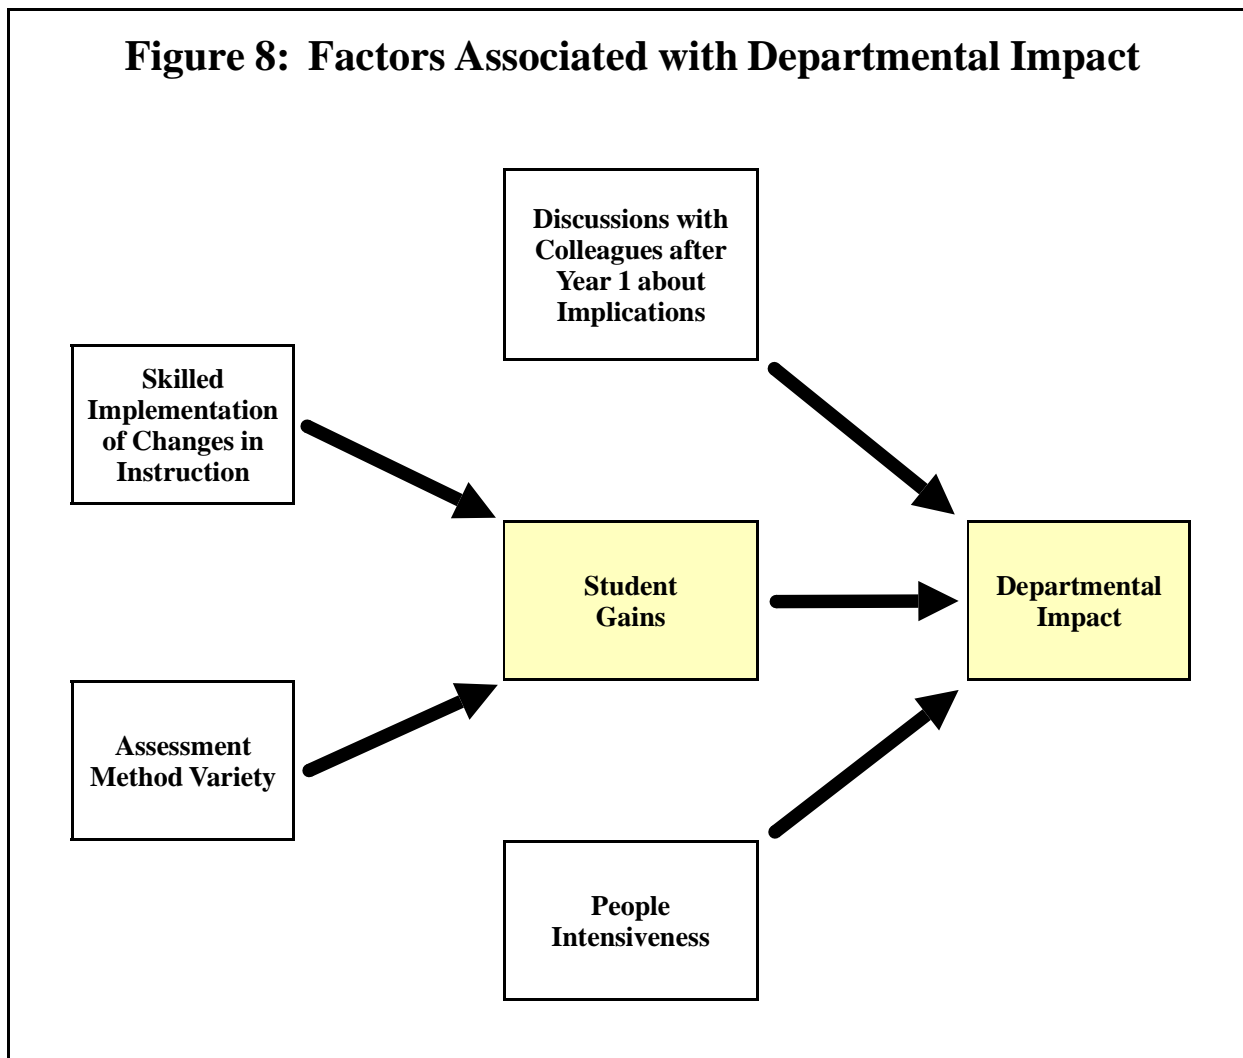 Figure 8: Factors Associated with Departmental Impact
Discussions with
Colleagues after
Year 1 about
Implications
Skilled
Implementation
of Changes in
Instruction
Student
Gains
Departmental
Impact
Assessment
Method Variety
People
Intensiveness